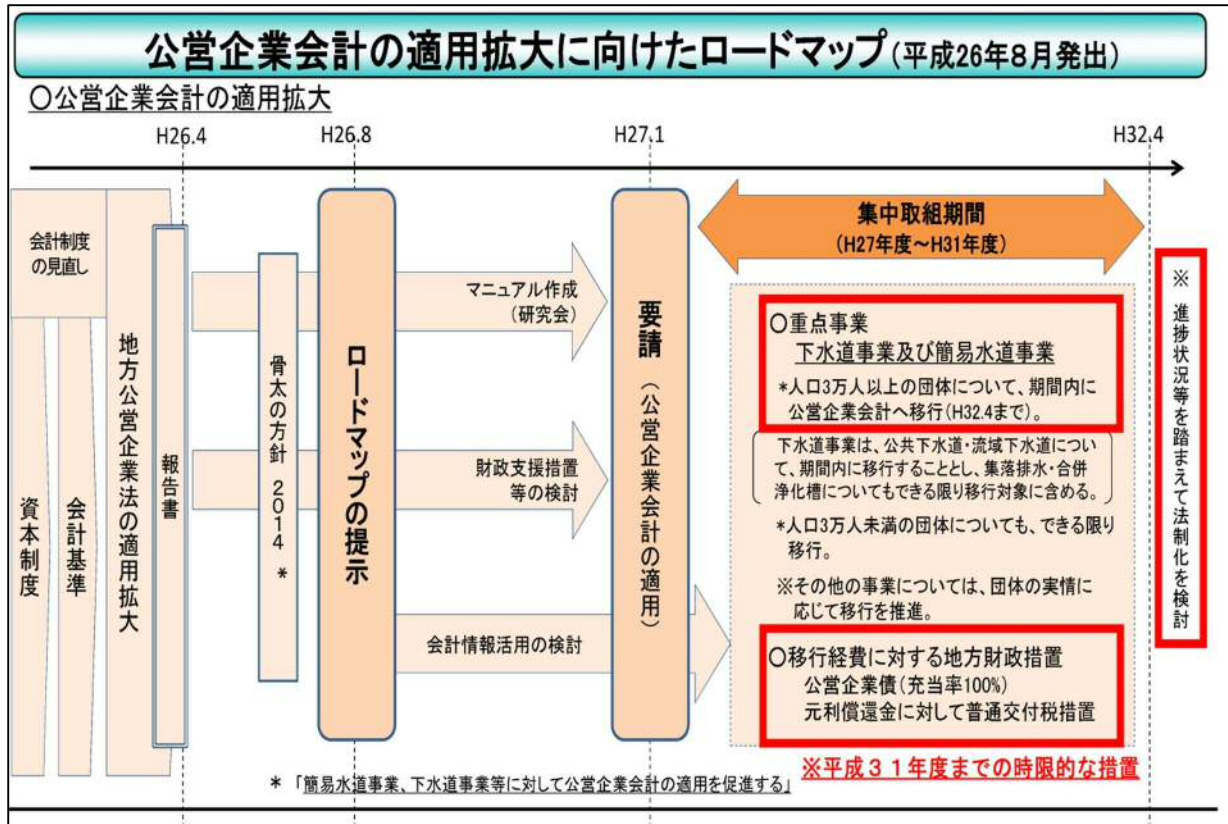 公営企業会計の適用拡大に向けたロードマップ(平成26年8月発出)
〇公営企業会計の適用拡大
H26.4
H26.8
H27.1
H32.4
会計制度
の見直し
資本制度
会計基準
地方公営企業法の適用拡大
報告書
骨太の方針 2014 *
ロードマップの提示
マニュアル作成
(研究会)
財政支援措置
等の検討
会計情報活用の検討
要請(公営企業会計の適用)
集中取組期間
(H27年度～H31年度)
〇重点事業
下水道事業及び簡易水道事業
*人口3万人以上の団体について、期間内に
公営企業会計へ移行(H32.4まで)。
下水道事業は、公共下水道・流域下水道につい
て、期間内に移行することとし、集落排水・合併
浄化槽についてもできる限り移行対象に含める。
*人口3万人未満の団体についても、できる限り
移行。
※その他の事業については、団体の実情に
応じて移行を推進。
〇移行経費に対する地方財政措置
公営企業債(充当率100%)
元利償還金に対して普通交付税措置
※平成31年度までの時限的な措置
※ 進捗状況等を踏まえて法制化を検討
* 「簡易水道事業、下水道事業等に対して公営企業会計の適用を促進する」